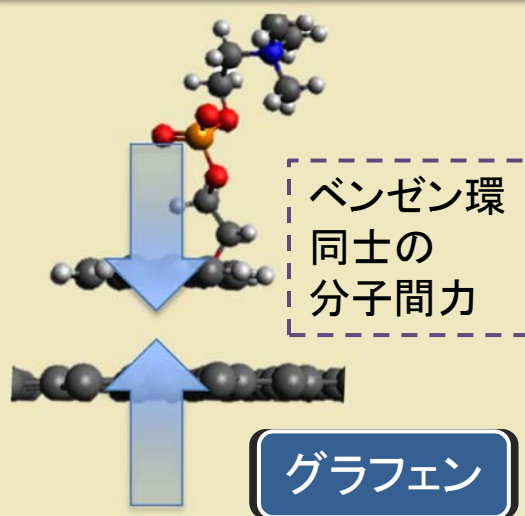 ベンゼン環
同士の
分子間力
グラフェン